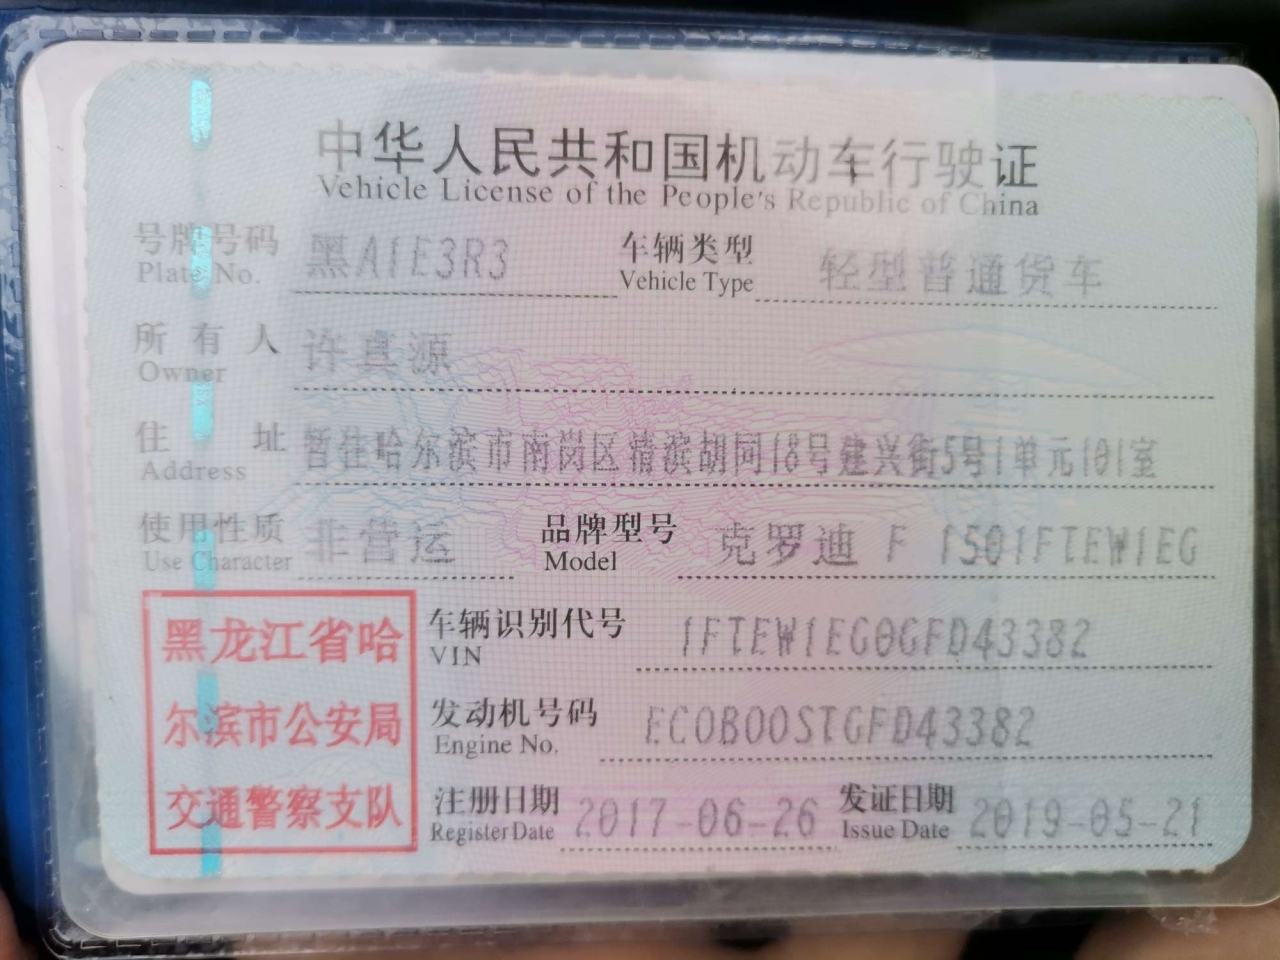 中华人民共和国机动车行驶证
Vehicle License of the People's Republic of China
号牌号码 黑A1E3R3 车辆类型 轻型普通货车
Plate No. Vehicle Type
所有人 许真源
Owner
住址 暂住哈尔滨市南岗区清滨胡同18号建兴街5号1单元101室
Address
使用性质 非营运 品牌型号 克罗迪 F 1501FTEW1EG
Use Character Model
黑龙江省哈
尔滨市公安局
交通警察支队
车辆识别代号 1FTEW1EG0GFD43382
VIN
发动机号码 ECOBOOSTGFD43382
Engine No.
注册日期 2017-06-26 发证日期 2019-05-21
Register Date Issue Date